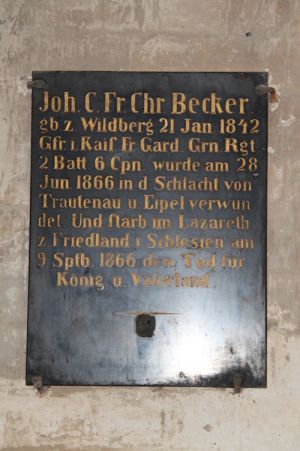 Joh. C. Fr Chr Becker
gb z. Wildberg 21 Jan 1842
Gfr i. Kais Fr Gard Grn Rgt
2 Batt 6 Cpn. wurde am 28
Jun 1866 in d Schlacht von
Trautenau u Eipel verwun
det Und starb im Lazareth
z Friedland i Schlesien am
9 Sptb. 1866 den Tod für
König u. Vaterland.